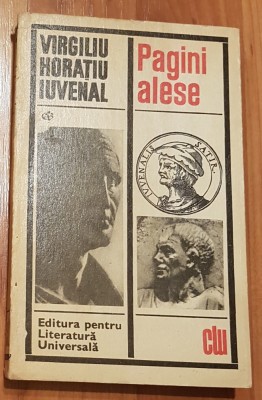 VIRGILIU
HORAȚIU
IUVENAL
Pagini
alese
IUVENALIS SATIR.
Editura pentru
Literatură
Universală
clu